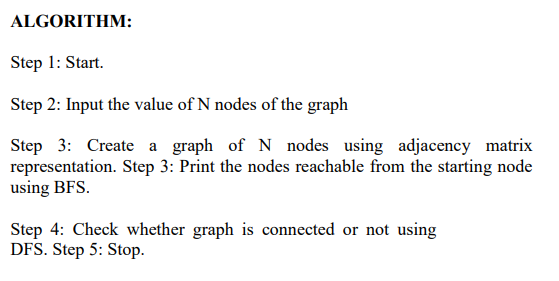 ALGORITHM:
Step 1: Start.
Step 2: Input the value of N nodes of the graph
Step 3: Create a graph of N nodes using adjacency matrix
representation. Step 3: Print the nodes reachable from the starting node
using BFS.
Step 4: Check whether graph is connected or not using
DFS. Step 5: Stop.